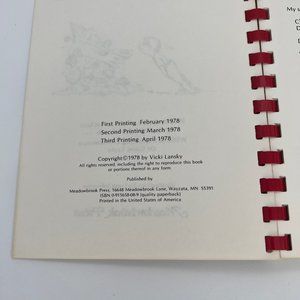 My s
C
D
First Printing February 1978
Second Printing March 1978
Third Printing April 1978
Copyright©1978 by Vicki Lansky
All rights reserved, including the right to reproduce this book
or portions thereof in any form
Published by
Meadowbrook Press, 16648 Meadowbrook Lane, Wayzata, MN. 55391
ISBN 0-915658-08-9 (quality paperback)
Printed in the United States of America